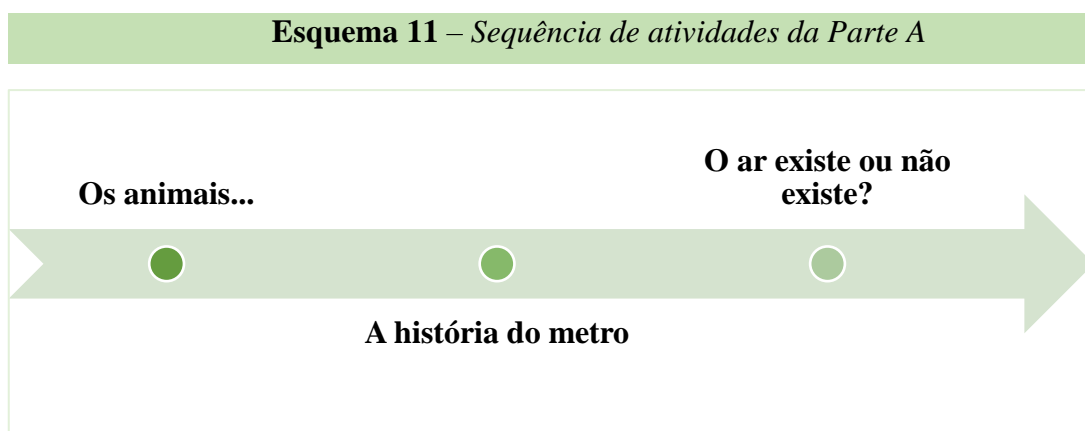 Esquema 11 – Sequência de atividades da Parte A
Os animais...
A história do metro
O ar existe ou não
existe?